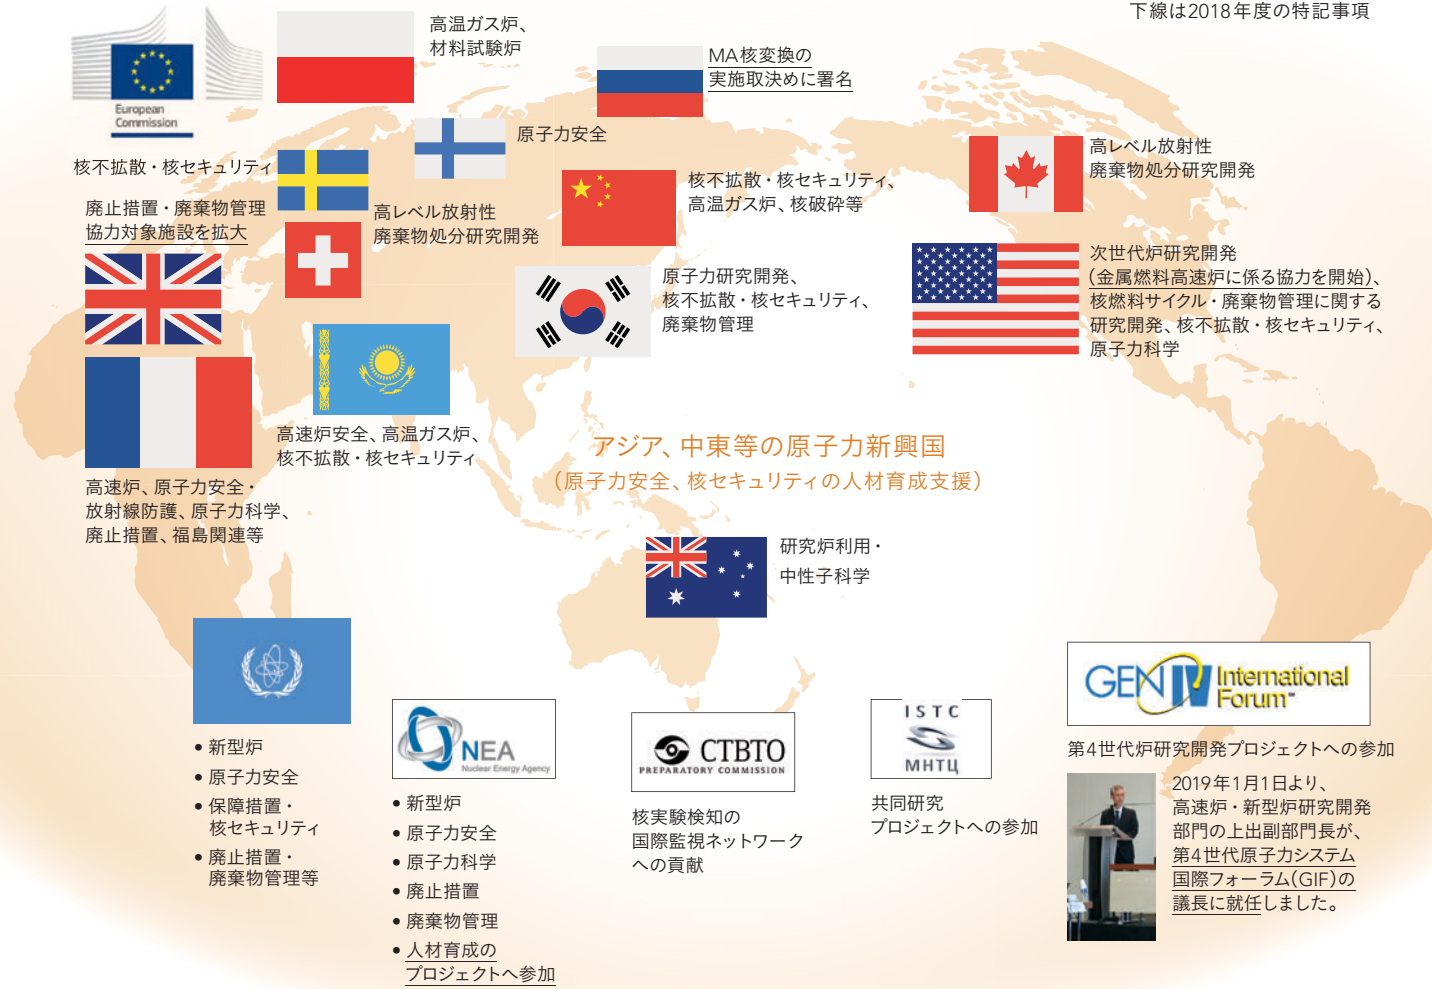 下線は2018年度の特記事項
European
Commission
核不拡散・核セキュリティ
高温ガス炉、
材料試験炉
MA核変換の
実施取決めに署名
原子力安全
高レベル放射性
廃棄物処分研究開発
廃止措置・廃棄物管理
協力対象施設を拡大
高レベル放射性
廃棄物処分研究開発
核不拡散・核セキュリティ、
高温ガス炉、核破砕等
原子力研究開発、
核不拡散・核セキュリティ、
廃棄物管理
次世代炉研究開発
(金属燃料高速炉に係る協力を開始)、
核燃料サイクル・廃棄物管理に関する
研究開発、核不拡散・核セキュリティ、
原子力科学
高速炉安全、高温ガス炉、
核不拡散・核セキュリティ
高速炉、原子力安全・
放射線防護、原子力科学、
廃止措置、福島関連等
アジア、中東等の原子力新興国
(原子力安全、核セキュリティの人材育成支援)
研究炉利用・
中性子科学
• 新型炉
• 原子力安全
• 保障措置・
核セキュリティ
• 廃止措置・
廃棄物管理等
NEA
Nuclear Energy Agency
• 新型炉
• 原子力安全
• 原子力科学
• 廃止措置
• 廃棄物管理
• 人材育成の
プロジェクトへ参加
CTBTO
PREPARATORY COMMISSION
核実験検知の
国際監視ネットワーク
への貢献
ISTC
МНТЦ
共同研究
プロジェクトへの参加
GEN IV International
Forum™
第4世代炉研究開発プロジェクトへの参加
2019年1月1日より、
高速炉・新型炉研究開発
部門の上出副部門長が、
第4世代原子力システム
国際フォーラム(GIF)の
議長に就任しました。